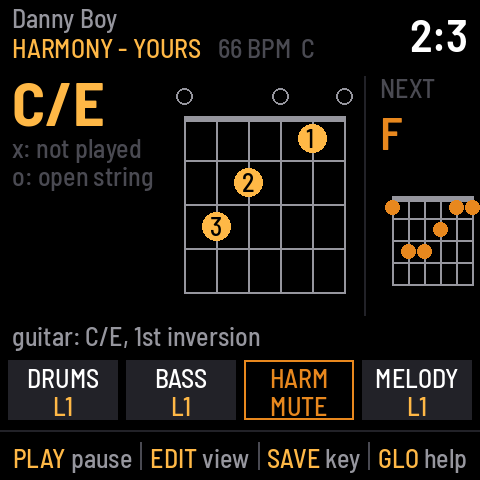 Danny Boy
HARMONY - YOURS 66 BPM C
2:3
C/E
x: not played
o: open string
1
2
3
NEXT
F
guitar: C/E, 1st inversion
DRUMS
L1
BASS
L1
HARM
MUTE
MELODY
L1
PLAY pause
EDIT view
SAVE key
GLO help